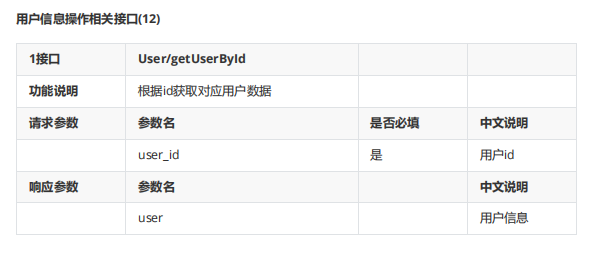 用户信息操作相关接口(12)
1接口 User/getUserById
功能说明 根据id获取对应用户数据
请求参数 参数名 是否必填 中文说明
user_id 是 用户id
响应参数 参数名 中文说明
user 用户信息